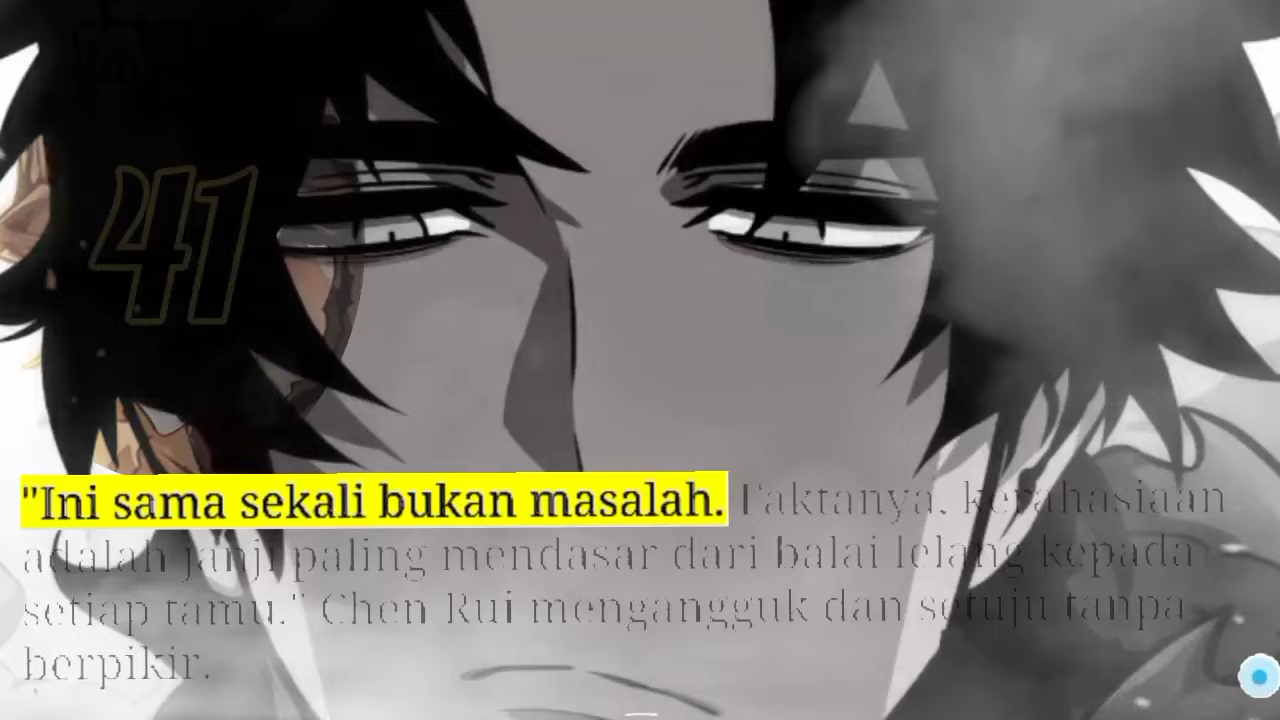 41
"Ini sama sekali bukan masalah. Faktanya, kerahasiaan
adalah janji paling mendasar dari balai lelang kepada
setiap tamu." Chen Rui mengangguk dan setuju tanpa
berpikir.